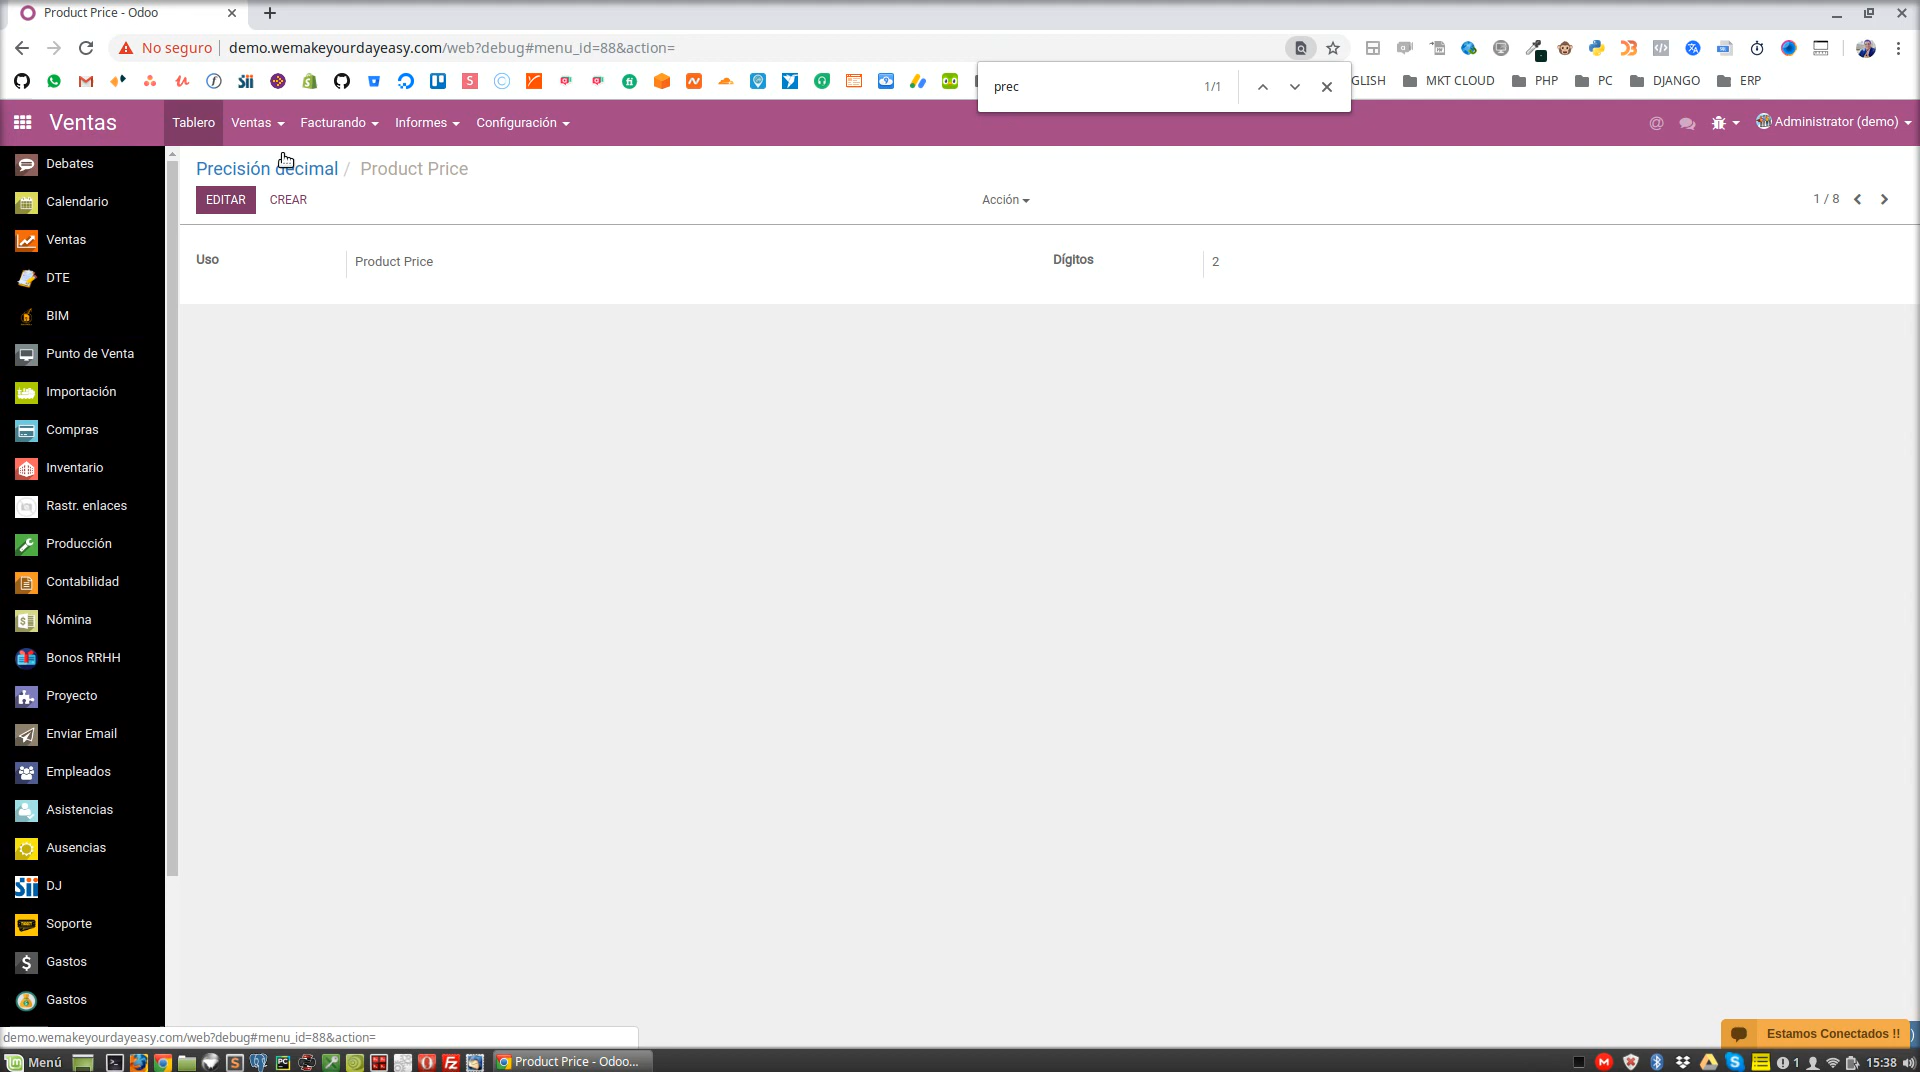 Product Price - Odoo
No seguro
demo.wemakeyourdayeasy.com/web?debug#menu_id=88&action=
GLISH
MKT CLOUD
PHP
PC
DJANGO
ERP
prec
1/1
Ventas
Tablero
Ventas
Facturando
Informes
Configuración
Administrator (demo)
Precisión decimal / Product Price
EDITAR
CREAR
Acción
1 / 8
Uso
Product Price
Dígitos
2
Debates
Calendario
Ventas
DTE
BIM
Punto de Venta
Importación
Compras
Inventario
Rastr. enlaces
Producción
Contabilidad
Nómina
Bonos RRHH
Proyecto
Enviar Email
Empleados
Asistencias
Ausencias
DJ
Soporte
Gastos
Gastos
demo.wemakeyourdayeasy.com/web?debug#menu_id=88&action=
Estamos Conectados !!
Menú
Product Price - Odoo...
1
15:38